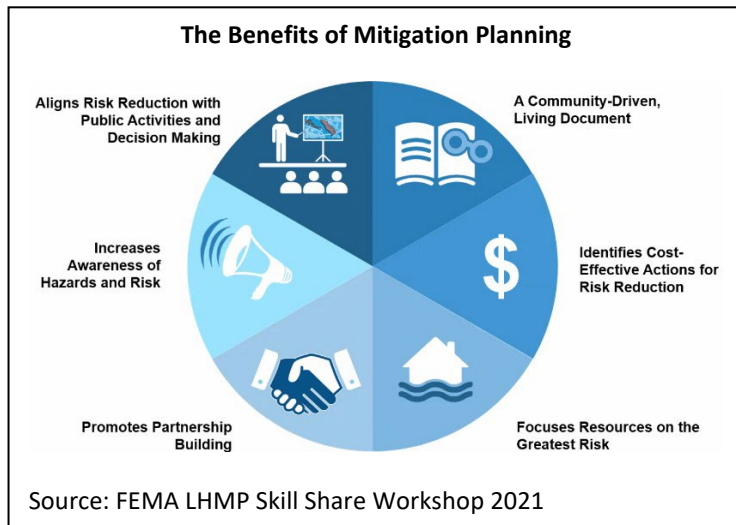 The Benefits of Mitigation Planning
Aligns Risk Reduction with
Public Activities and
Decision Making
A Community-Driven,
Living Document
Increases
Awareness of
Hazards and Risk
$
Identifies Cost-
Effective Actions for
Risk Reduction
Promotes Partnership
Building
Focuses Resources on the
Greatest Risk
Source: FEMA LHMP Skill Share Workshop 2021